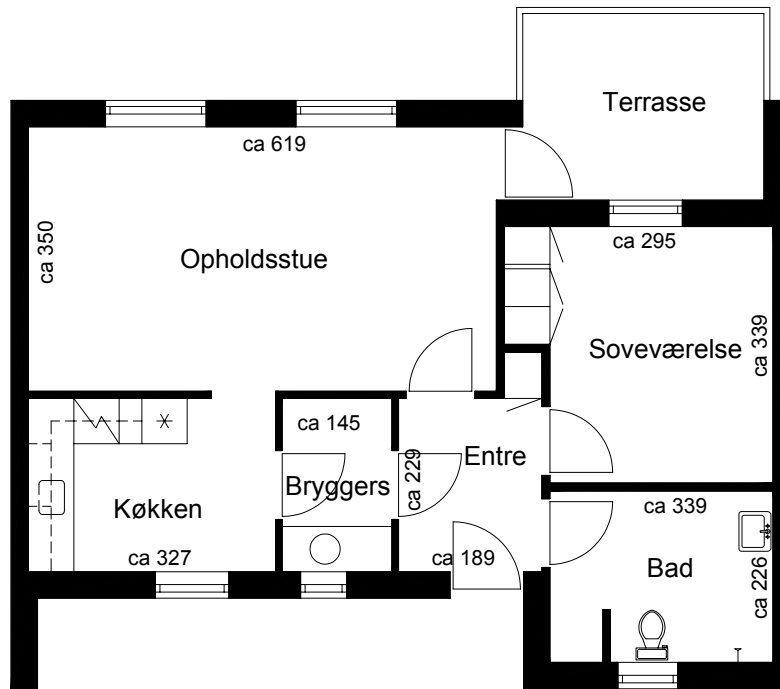 Terrasse
ca 619
ca 350
Opholdsstue
ca 295
Soveværelse
ca 339
ca 145
ca 229
Entre
Bryggers
Køkken
ca 327
ca 189
ca 339
Bad
ca 226